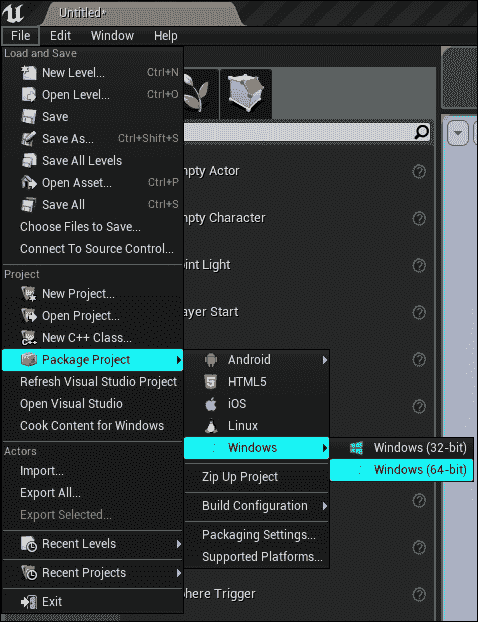 Untitled*
File Edit Window Help
Load and Save
New Level... Ctrl+N
Open Level... Ctrl+O
Save
Save As... Ctrl+Shift+S
Save All Levels
Open Asset... Ctrl+P
Save All Ctrl+S
Choose Files to Save...
Connect To Source Control...
Project
New Project...
Open Project...
New C++ Class...
Package Project
Refresh Visual Studio Project
Open Visual Studio
Cook Content for Windows
Actors
Import...
Export All...
Export Selected...
Recent Levels
Recent Projects
Exit
Android
HTML5
iOS
Linux
Windows
Zip Up Project
Build Configuration
Packaging Settings...
Supported Platforms...
Windows (32-bit)
Windows (64-bit)
mpty Actor
mpty Character
oint Light
ayer Start
here Trigger